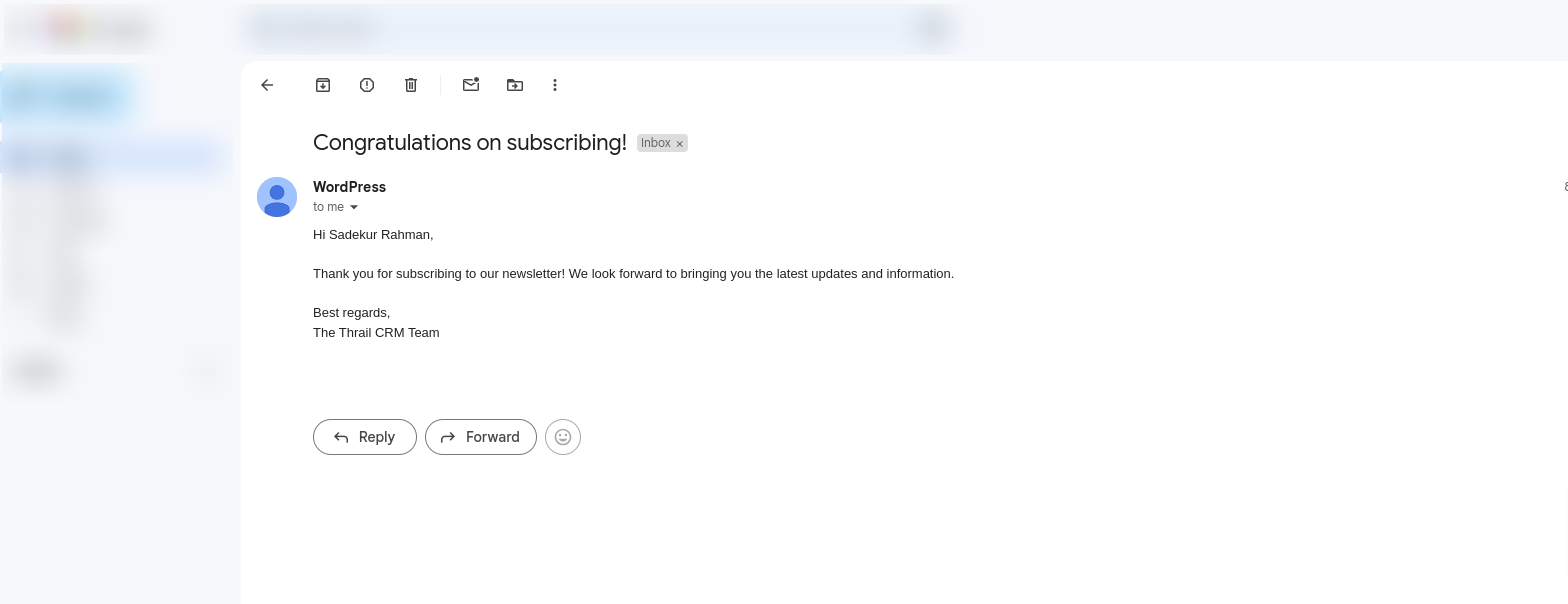 Congratulations on subscribing! Inbox ×
WordPress
to me
Hi Sadekur Rahman,
Thank you for subscribing to our newsletter! We look forward to bringing you the latest updates and information.
Best regards,
The Thrail CRM Team
Reply Forward